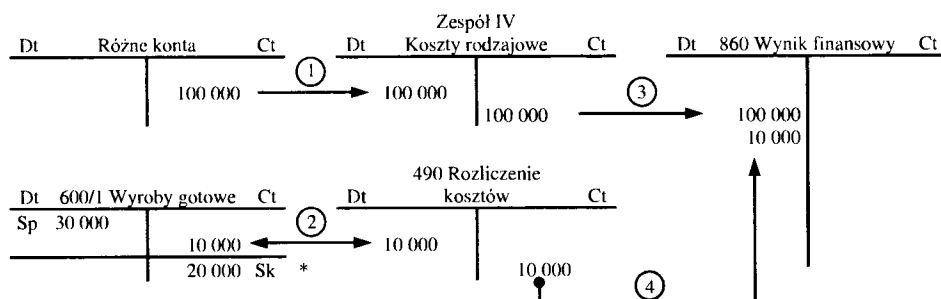 Zespół IV
Dt Różne konta Ct
Dt Koszty rodzajowe Ct
Dt 860 Wynik finansowy Ct
1
3
100 000
100 000
100 000
100 000
10 000
490 Rozliczenie
Dt 600/1 Wyroby gotowe Ct
Dt kosztów Ct
Sp 30 000
2
10 000
10 000
20 000 Sk *
10 000
4